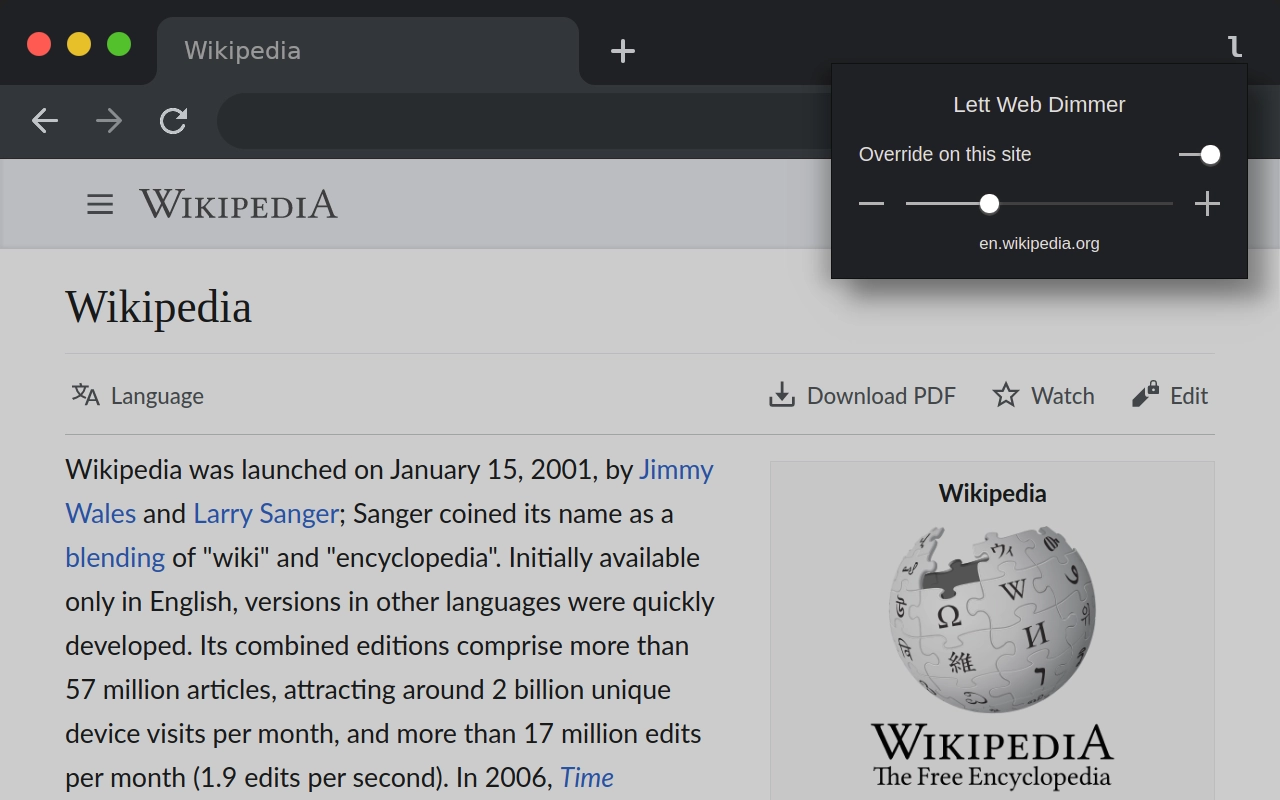 Wikipedia
l
Lett Web Dimmer
Override on this site
en.wikipedia.org
WIKIPEDIA
Wikipedia
Language
Download PDF
Watch
Edit
Wikipedia was launched on January 15, 2001, by Jimmy
Wales and Larry Sanger; Sanger coined its name as a
blending of "wiki" and "encyclopedia". Initially available
only in English, versions in other languages were quickly
developed. Its combined editions comprise more than
57 million articles, attracting around 2 billion unique
device visits per month, and more than 17 million edits
per month (1.9 edits per second). In 2006, Time
Wikipedia
ウィ
W
Ω
И
維
WIKIPEDIA
The Free Encyclopedia